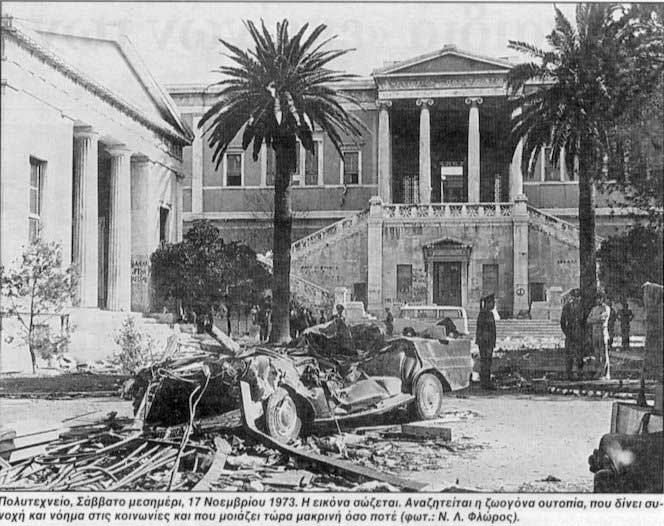 Πολυτεχνείο, Σάββατο μεσημέρι, 17 Νοεμβρίου 1973. Η εικόνα σώζεται. Αναζητείται η ζωογόνα ουτοπία, που δίνει συ-
νοχή και νόημα στις κοινωνίες και που μοιάζει τώρα μακρινή όσο ποτέ (φωτ.: Ν. Λ. Φλώρος).